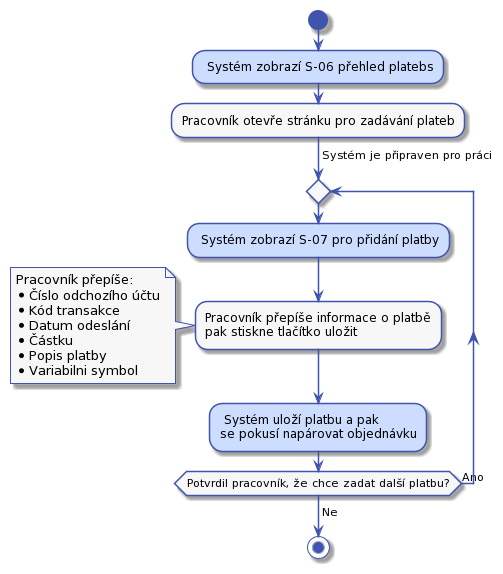 Systém zobrazí S-06 přehled platebs
Pracovník otevře stránku pro zadávání plateb
Systém je připraven pro práci
Systém zobrazí S-07 pro přidání platby
Pracovník přepíše:
• Číslo odchozího účtu
• Kód transakce
• Datum odeslání
• Částku
• Popis platby
• Variabilni symbol
Pracovník přepíše informace o platbě
pak stiskne tlačítko uložit
Systém uloží platbu a pak
se pokusí napárovat objednávku
Potvrdil pracovník, že chce zadat další platbu?
Ano
Ne